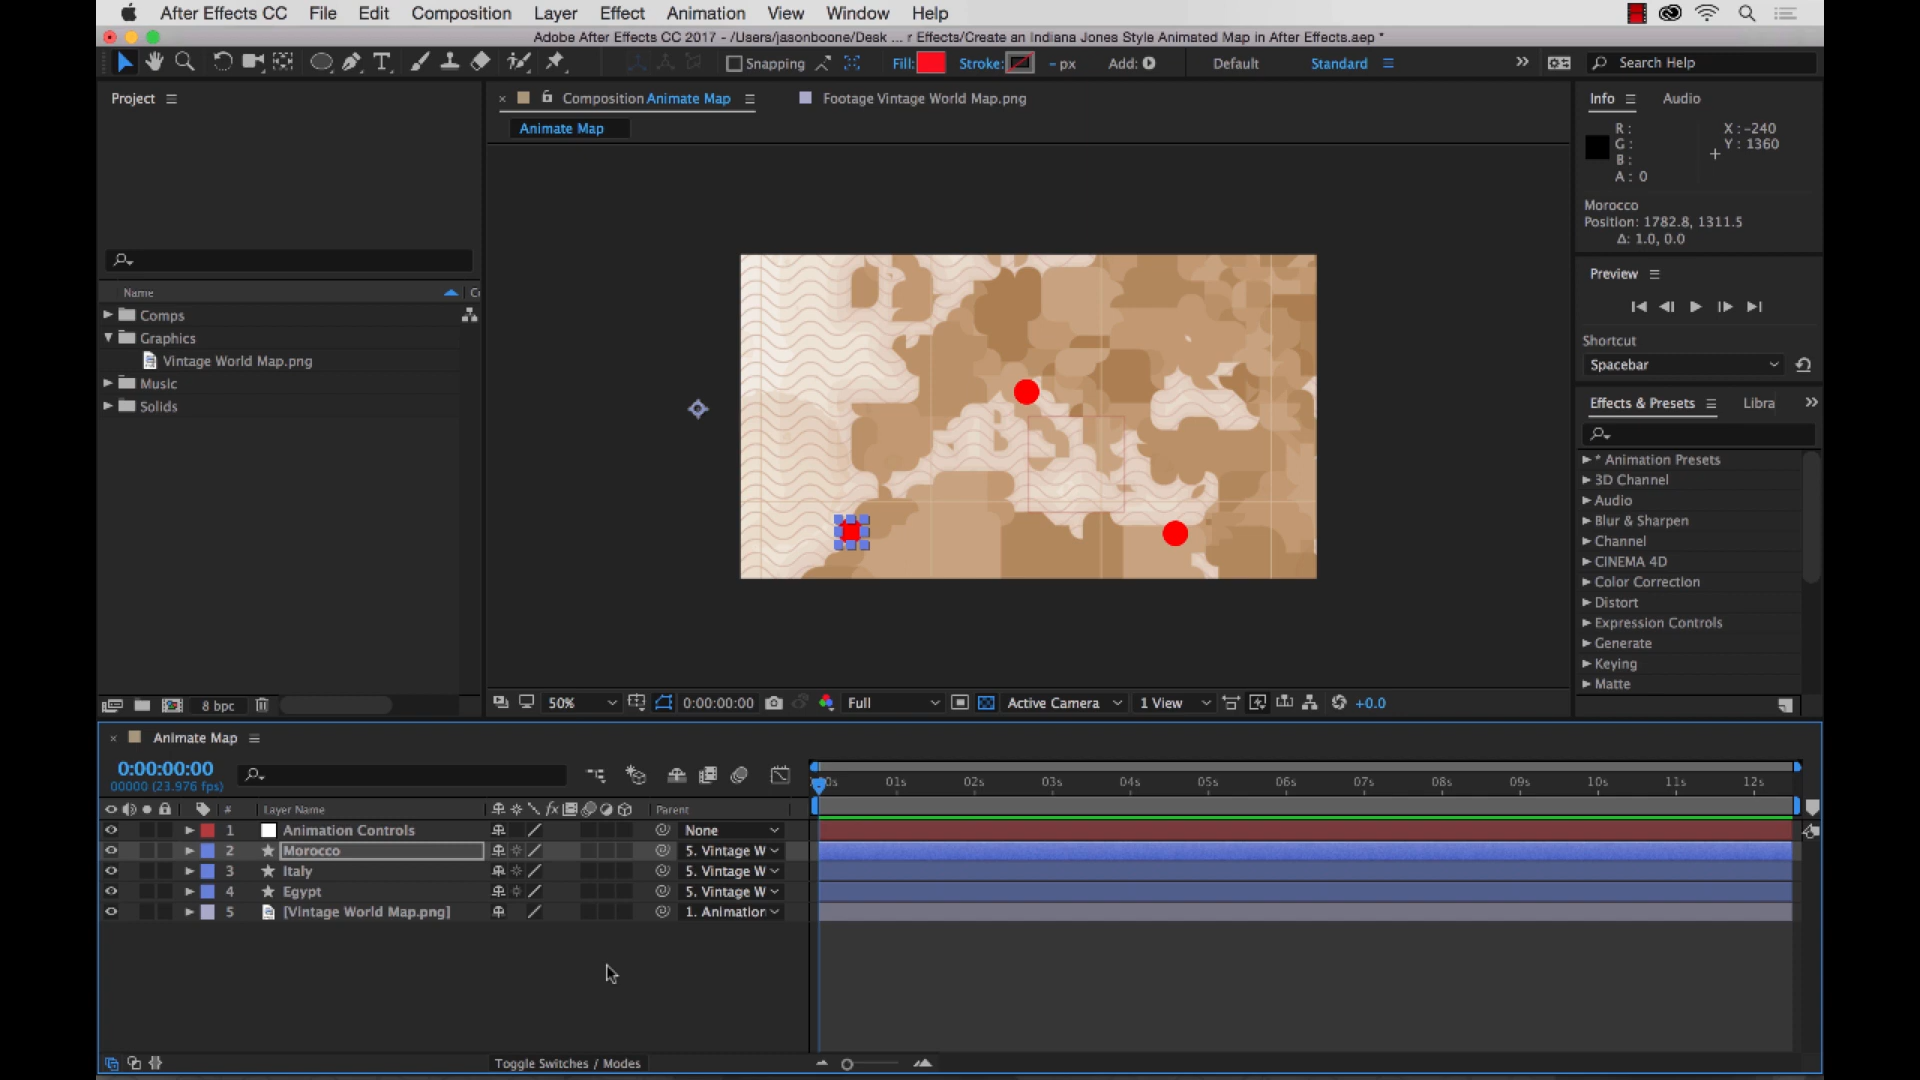 After Effects CC File Edit Composition Layer Effect Animation View Window Help
Adobe After Effects CC 2017 - /Users/jasonboone/Desk ... r Effects/Create an Indiana Jones Style Animated Map in After Effects.aep *
Snapping Fill: Stroke: - px Add: Default Standard Search Help
Project
Composition Animate Map
Footage Vintage World Map.png
Animate Map
Info Audio
R :
G :
B :
A : 0
X : -240
Y : 1360
Morocco
Position: 1782.8, 1311.5
Δ: 1.0, 0.0
Preview
Shortcut
Spacebar
Effects & Presets Libra
* Animation Presets
3D Channel
Audio
Blur & Sharpen
Channel
CINEMA 4D
Color Correction
Distort
Expression Controls
Generate
Keying
Matte
Name
Comps
Graphics
Vintage World Map.png
Music
Solids
8 bpc
50% 0:00:00:00 Full Active Camera 1 View +0.0
Animate Map
0:00:00:00
00000 (23.976 fps)
01s 02s 03s 04s 05s 06s 07s 08s 09s 10s 11s 12s
# Layer Name fx Parent
1 Animation Controls None
2 Morocco 5. Vintage W
3 Italy 5. Vintage W
4 Egypt 5. Vintage W
5 [Vintage World Map.png] 1. Animation
Toggle Switches / Modes